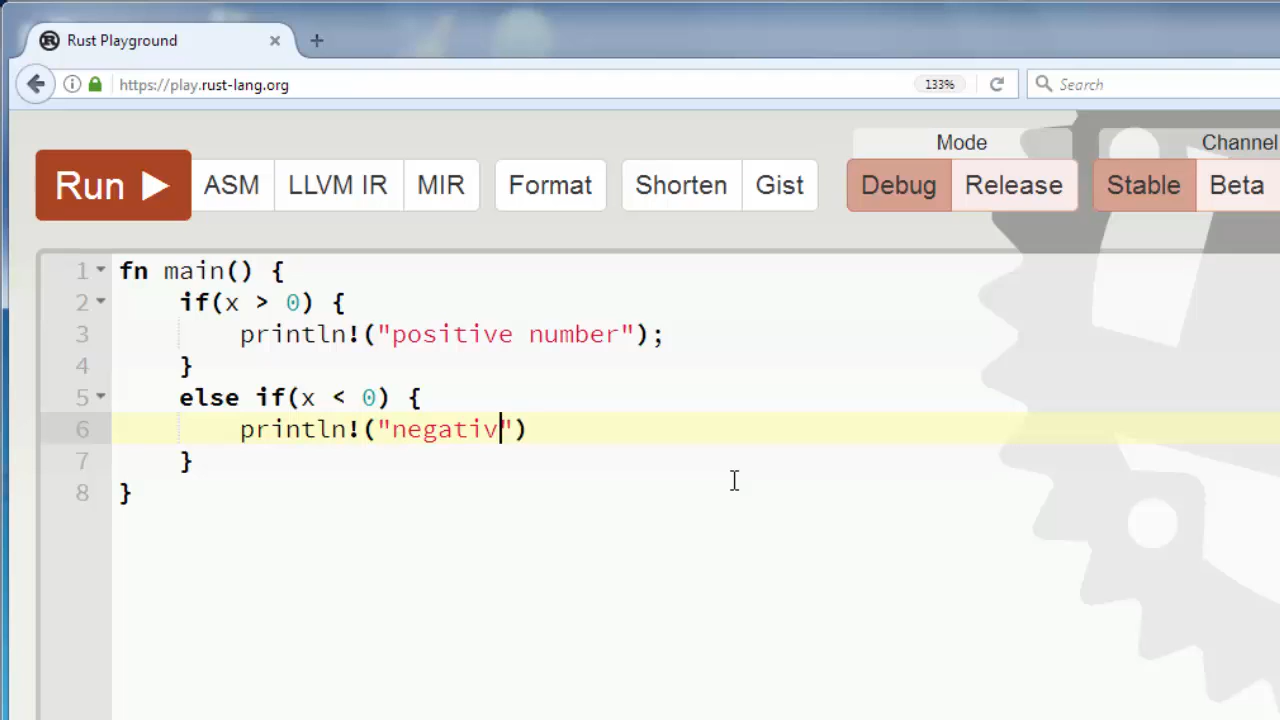 Rust Playground
https://play.rust-lang.org 133% Search
Mode Channel
Run ASM LLVM IR MIR Format Shorten Gist Debug Release Stable Beta
1 fn main() {
2 if(x > 0) {
3 println!("positive number");
4 }
5 else if(x < 0) {
6 println!("negativ")
7 }
8 }